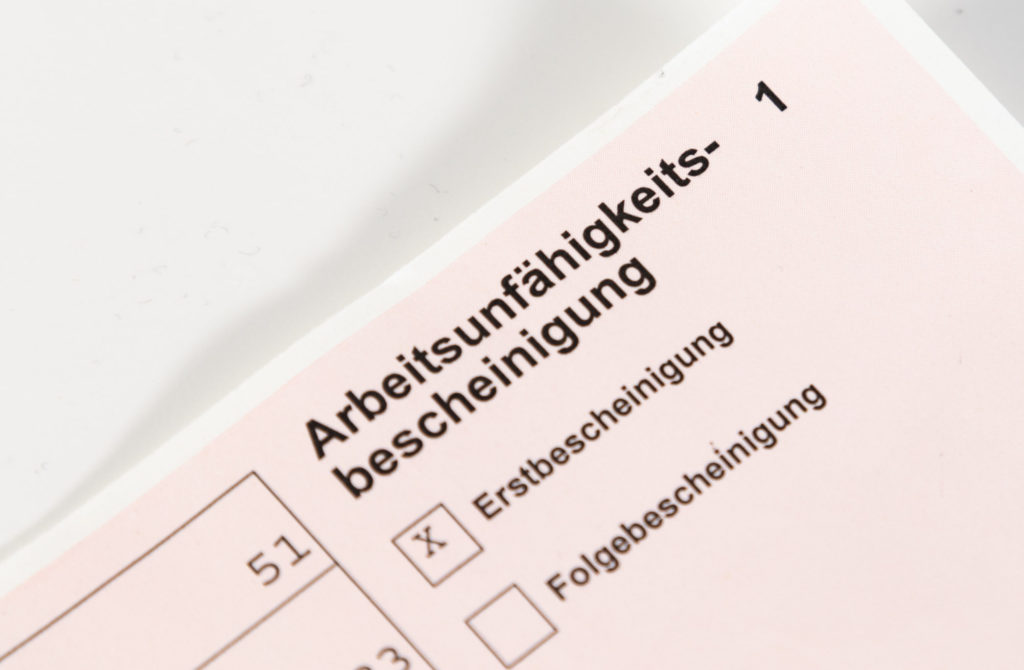 1
Arbeitsunfähigkeits-
bescheinigung
X Erstbescheinigung
Folgebescheinigung
51